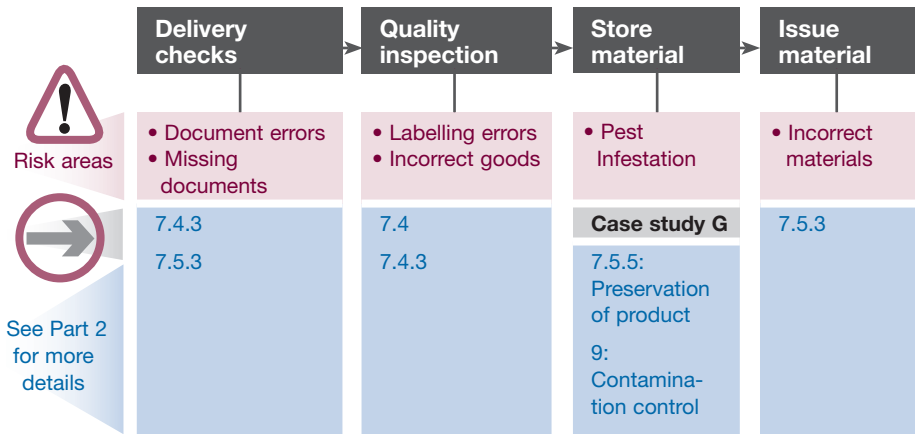 Delivery
checks
Quality
inspection
Store
material
Issue
material
Risk areas
• Document errors
• Missing
documents
• Labelling errors
• Incorrect goods
• Pest
Infestation
• Incorrect
materials
See Part 2
for more
details
7.4.3
7.5.3
7.4
7.4.3
Case study G
7.5.5:
Preservation
of product
9:
Contamina-
tion control
7.5.3